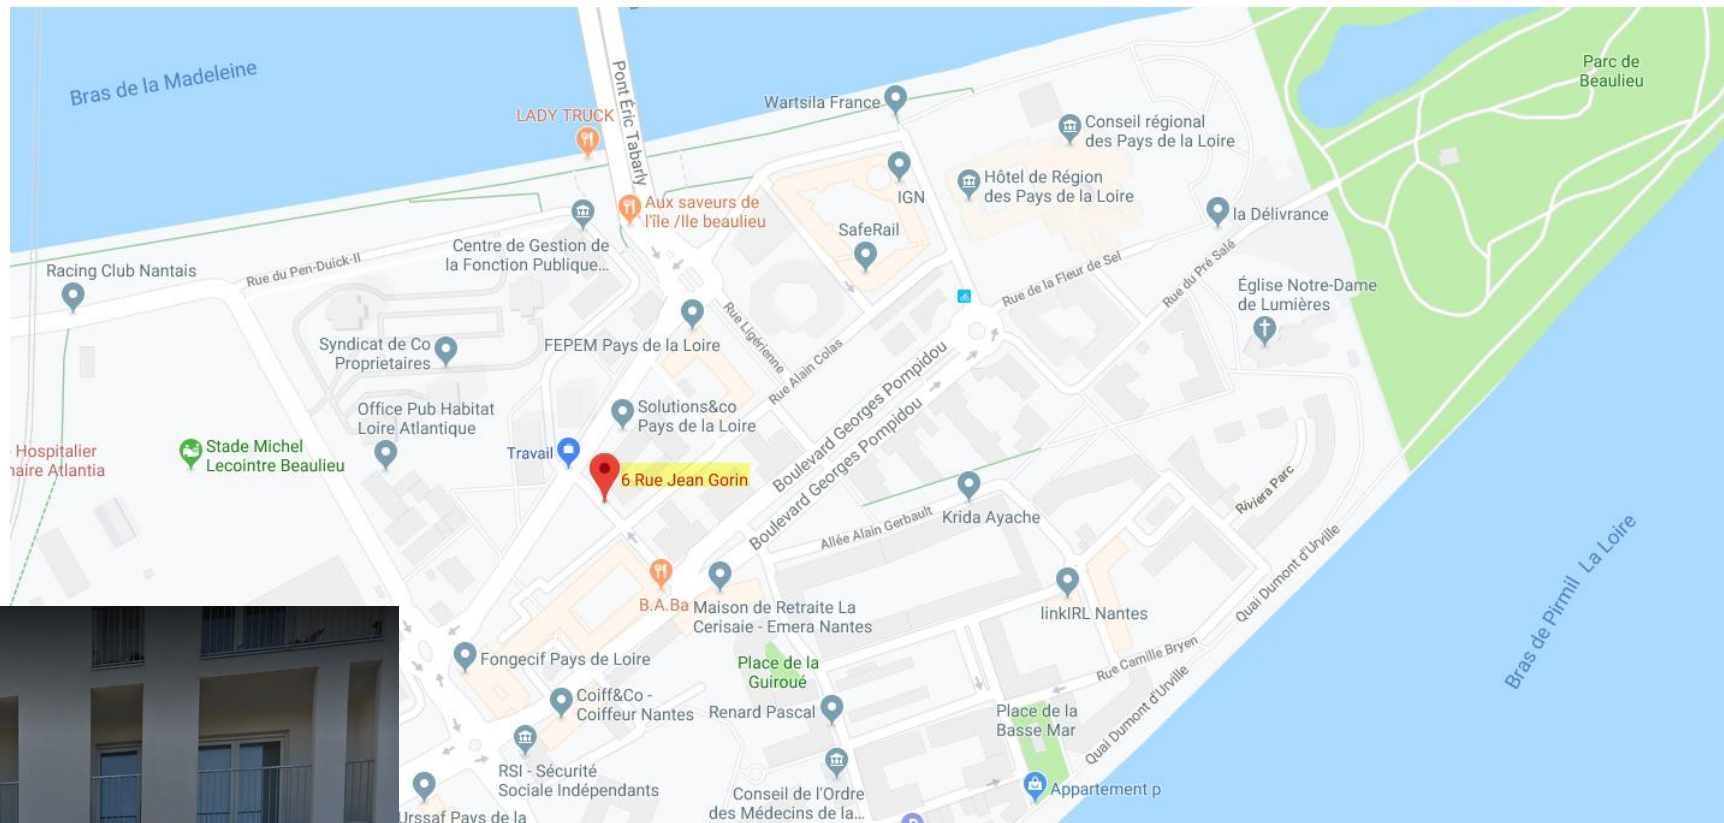 Bras de la Madeleine
LADY TRUCK
Pont Éric Tabarly
Wartsila France
Conseil régional
des Pays de la Loire
Parc de
Beaulieu
IGN
Hôtel de Région
des Pays de la Loire
Aux saveurs de
l'île /Ile beaulieu
la Délivrance
SafeRail
Centre de Gestion de
la Fonction Publique...
Racing Club Nantais
Rue du Pen-Duick-II
Rue de la Fleur de Sel
Rue du Pré Salé
Église Notre-Dame
de Lumières
Rue Ligérienne
Syndicat de Co
Proprietaires
FEPEM Pays de la Loire
Rue Alain Colas
Boulevard Georges Pompidou
Boulevard Georges Pompidou
Office Pub Habitat
Loire Atlantique
Solutions&co
Pays de la Loire
Hospitalier
naire Atlantia
Stade Michel
Lecointre Beaulieu
Travail
6 Rue Jean Gorin
Riviera Parc
Krida Ayache
Allée Alain Gerbault
Quai Dumont d'Urville
Bras de Pirmil La Loire
B.A.Ba
Maison de Retraite La
Cerisaie - Emera Nantes
linkIRL Nantes
Fongecif Pays de Loire
Place de la
Guiroué
Rue Camille Bryen
Coiff&Co -
Coiffeur Nantes
Renard Pascal
Place de la
Basse Mar
Quai Dumont d'Urville
RSI - Sécurité
Sociale Indépendants
Conseil de l'Ordre
des Médecins de la...
Appartement p
Urssaf Pays de la